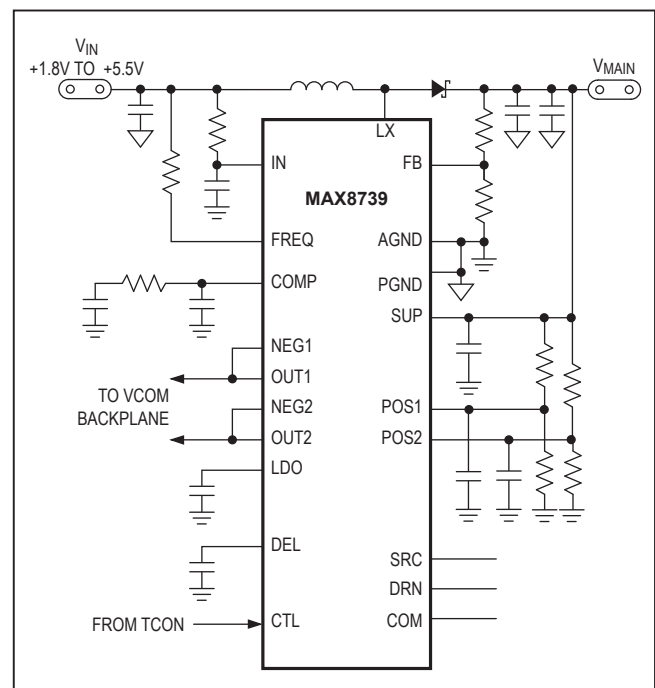 VIN
+1.8V TO +5.5V
VMAIN
LX
IN
FB
MAX8739
FREQ
AGND
COMP
PGND
SUP
NEG1
OUT1
TO VCOM
BACKPLANE
NEG2
POS1
OUT2
POS2
LDO
DEL
SRC
DRN
FROM TCON
CTL
COM